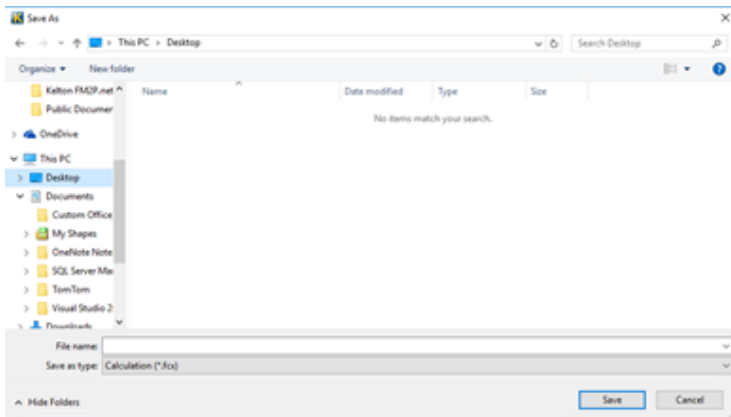 Save As
This PC > Desktop
Search Desktop
Organize
New folder
Kelton FM2P.net
Public Documer
Name
Date modified
Type
Size
No items match your search.
OneDrive
This PC
Desktop
Documents
Custom Office
My Shapes
OneNote Note
SQL Server Ma
TomTom
Visual Studio 2
Downloads
File name:
Save as type: Calculation (*.fcx)
Hide Folders
Save
Cancel